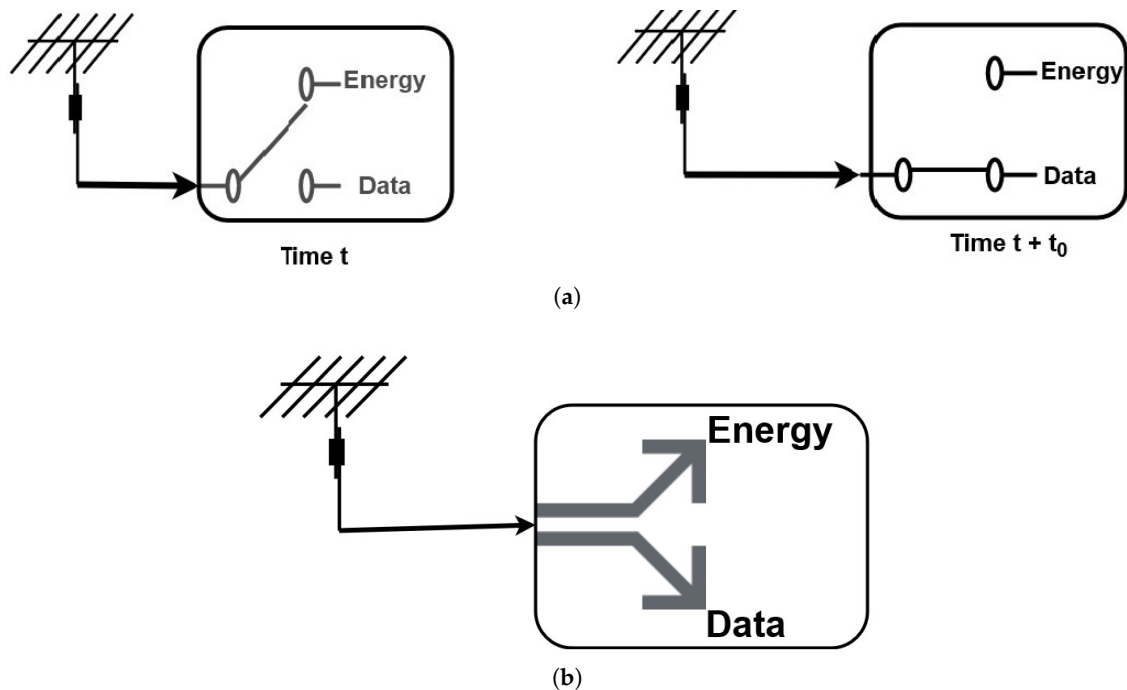 Energy
Data
Time t
Energy
Data
Time t + t₀
(a)
Energy
Data
(b)